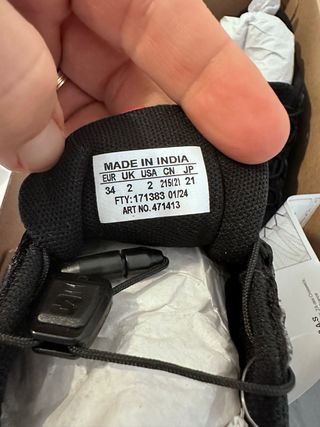 MADE IN INDIA
EUR UK USA CN JP
34 2 2 215(2) 21
FTY:171383 01/24
ART NO. 471413